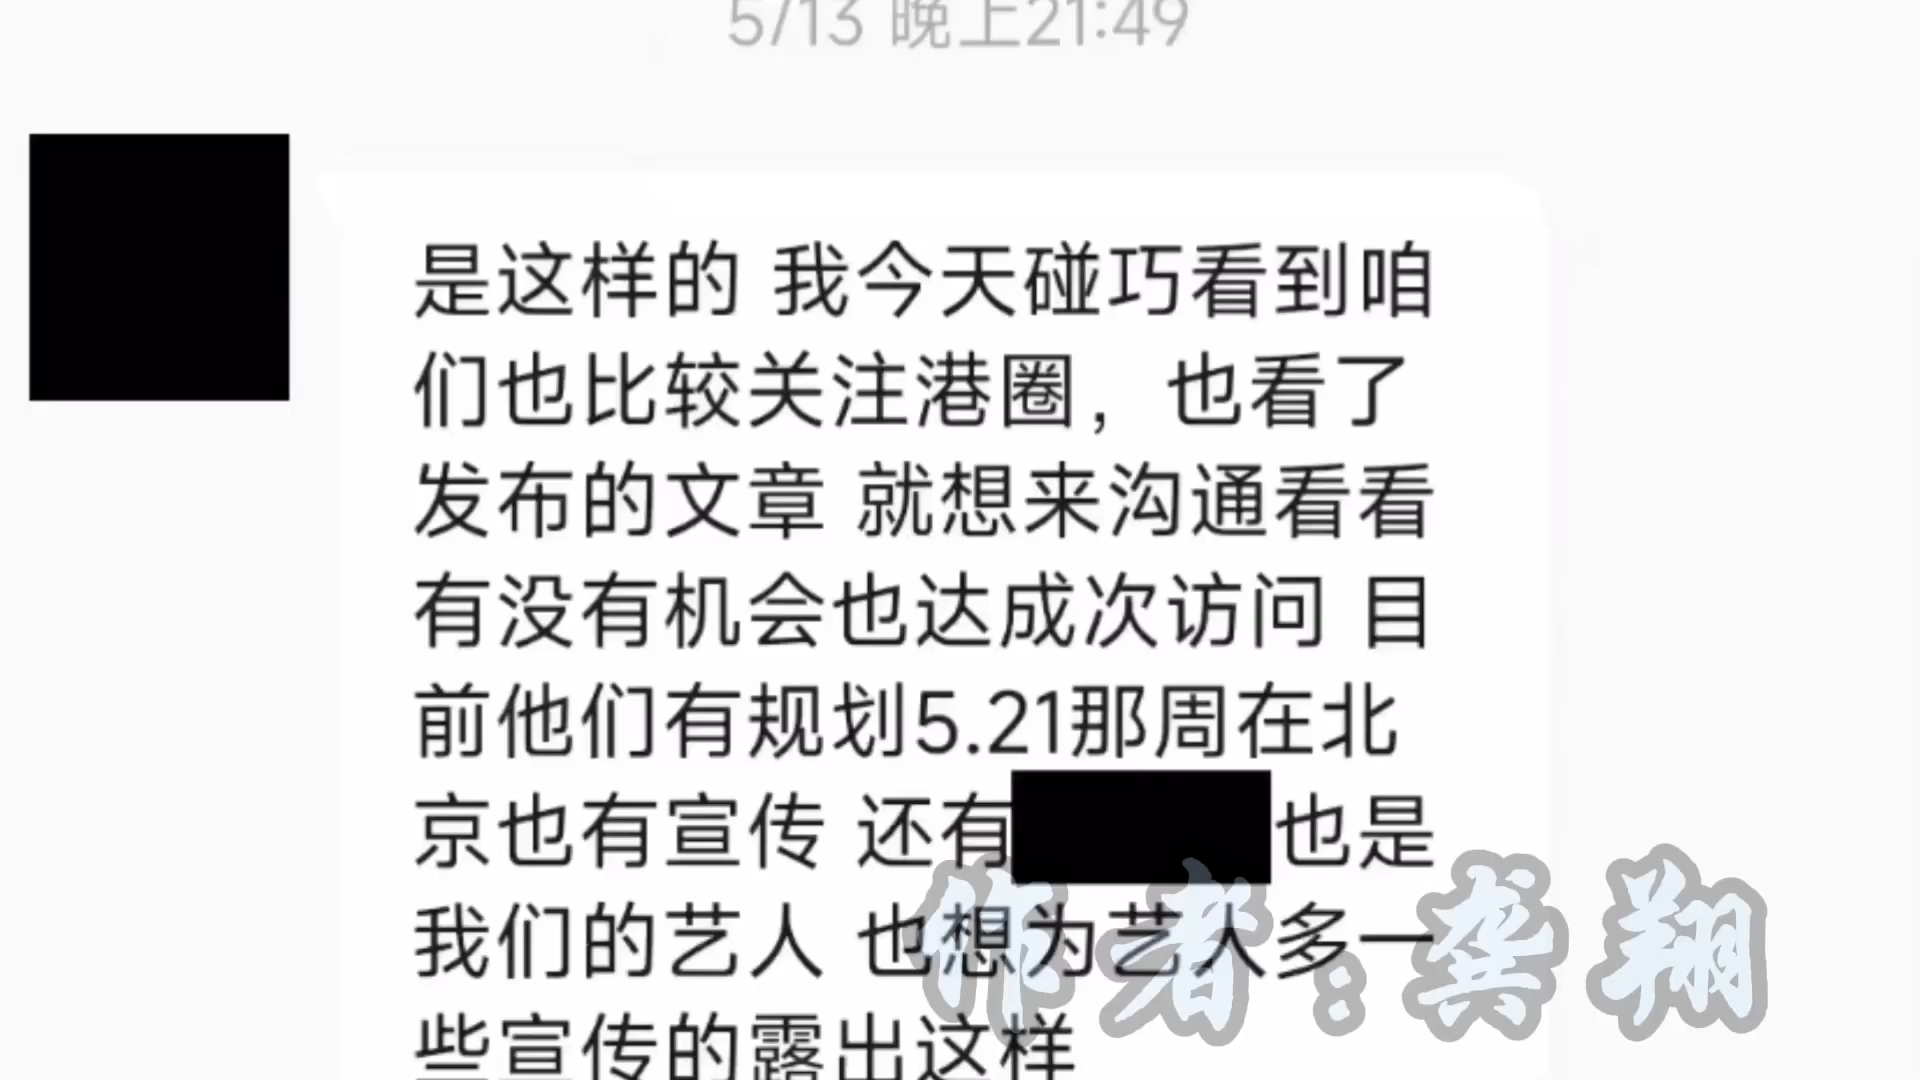 5/13 晚上21:49
是这样的 我今天碰巧看到咱
们也比较关注港圈，也看了
发布的文章 就想来沟通看看
有没有机会也达成次访问 目
前他们有规划5.21那周在北
京也有宣传 还有 也是
我们的艺人 也想为艺人多一
些宣传的露出这样
作者:龚翔